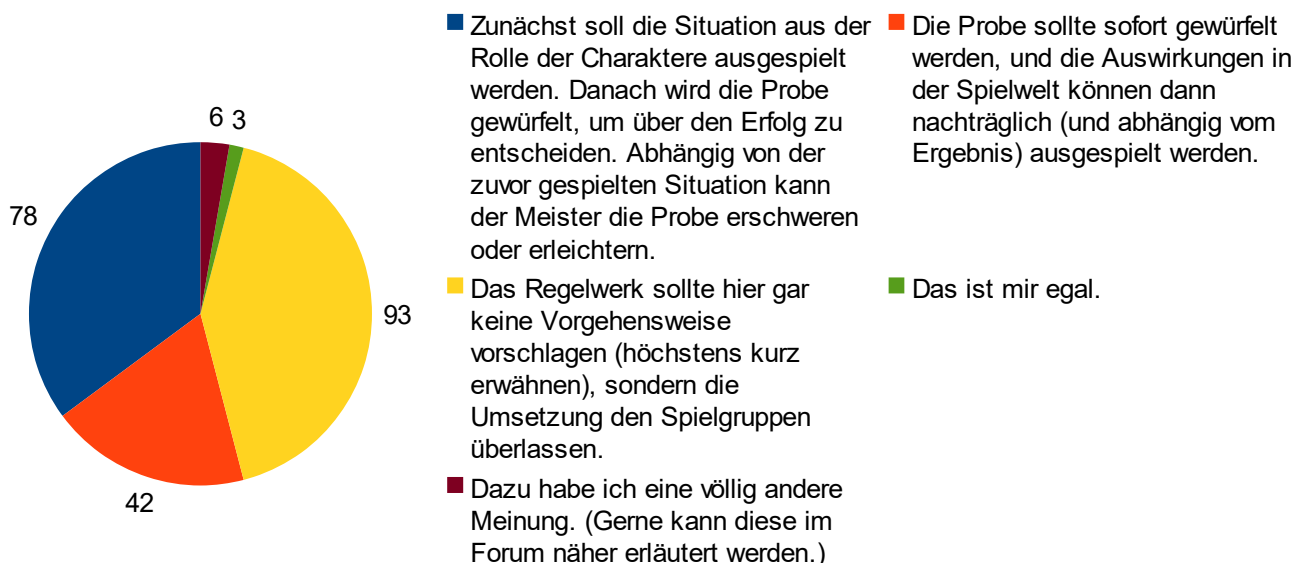 6 3
78
93
42
Zunächst soll die Situation aus der
Rolle der Charaktere ausgespielt
werden. Danach wird die Probe
gewürfelt, um über den Erfolg zu
entscheiden. Abhängig von der
zuvor gespielten Situation kann
der Meister die Probe erschweren
oder erleichtern.
Die Probe sollte sofort gewürfelt
werden, und die Auswirkungen in
der Spielwelt können dann
nachträglich (und abhängig vom
Ergebnis) ausgespielt werden.
Das Regelwerk sollte hier gar
keine Vorgehensweise
vorschlagen (höchstens kurz
erwähnen), sondern die
Umsetzung den Spielgruppen
überlassen.
Das ist mir egal.
Dazu habe ich eine völlig andere
Meinung. (Gerne kann diese im
Forum näher erläutert werden.)